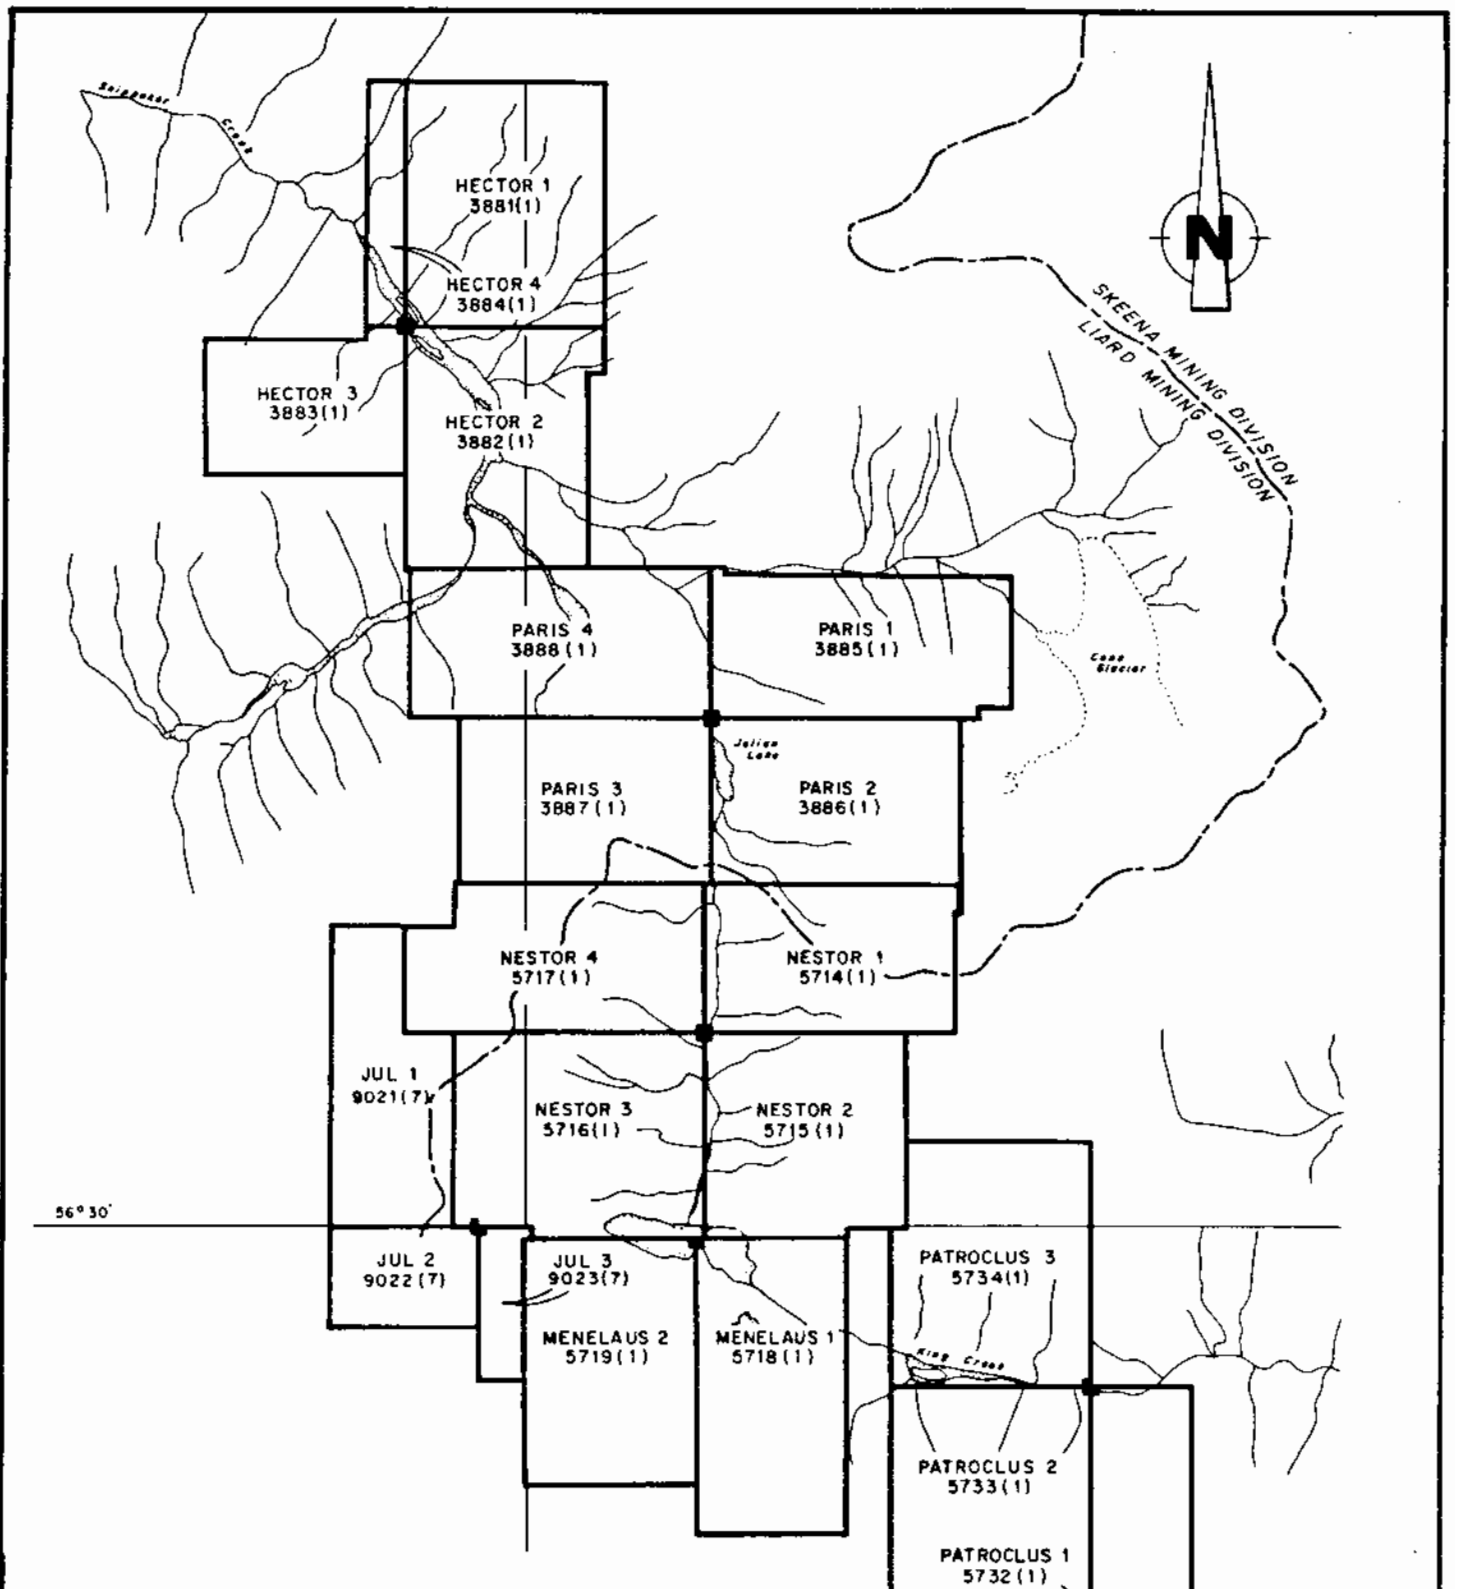 Snippaker
Creek
HECTOR 1
3881(1)
N
HECTOR 4
3884(1)
SKEENA MINING DIVISION
LIARD MINING DIVISION
HECTOR 3
3883(1)
HECTOR 2
3882(1)
PARIS 4
3888(1)
PARIS 1
3885(1)
Glacier
Julian
Lake
PARIS 3
3887(1)
PARIS 2
3886(1)
NESTOR 4
5717(1)
NESTOR 1
5714(1)
JUL 1
9021(7)
NESTOR 3
5716(1)
NESTOR 2
5715(1)
56°30'
JUL 2
9022(7)
JUL 3
9023(7)
PATROCLUS 3
5734(1)
MENELAUS 2
5719(1)
MENELAUS 1
5718(1)
King Creek
PATROCLUS 2
5733(1)
PATROCLUS 1
5732(1)